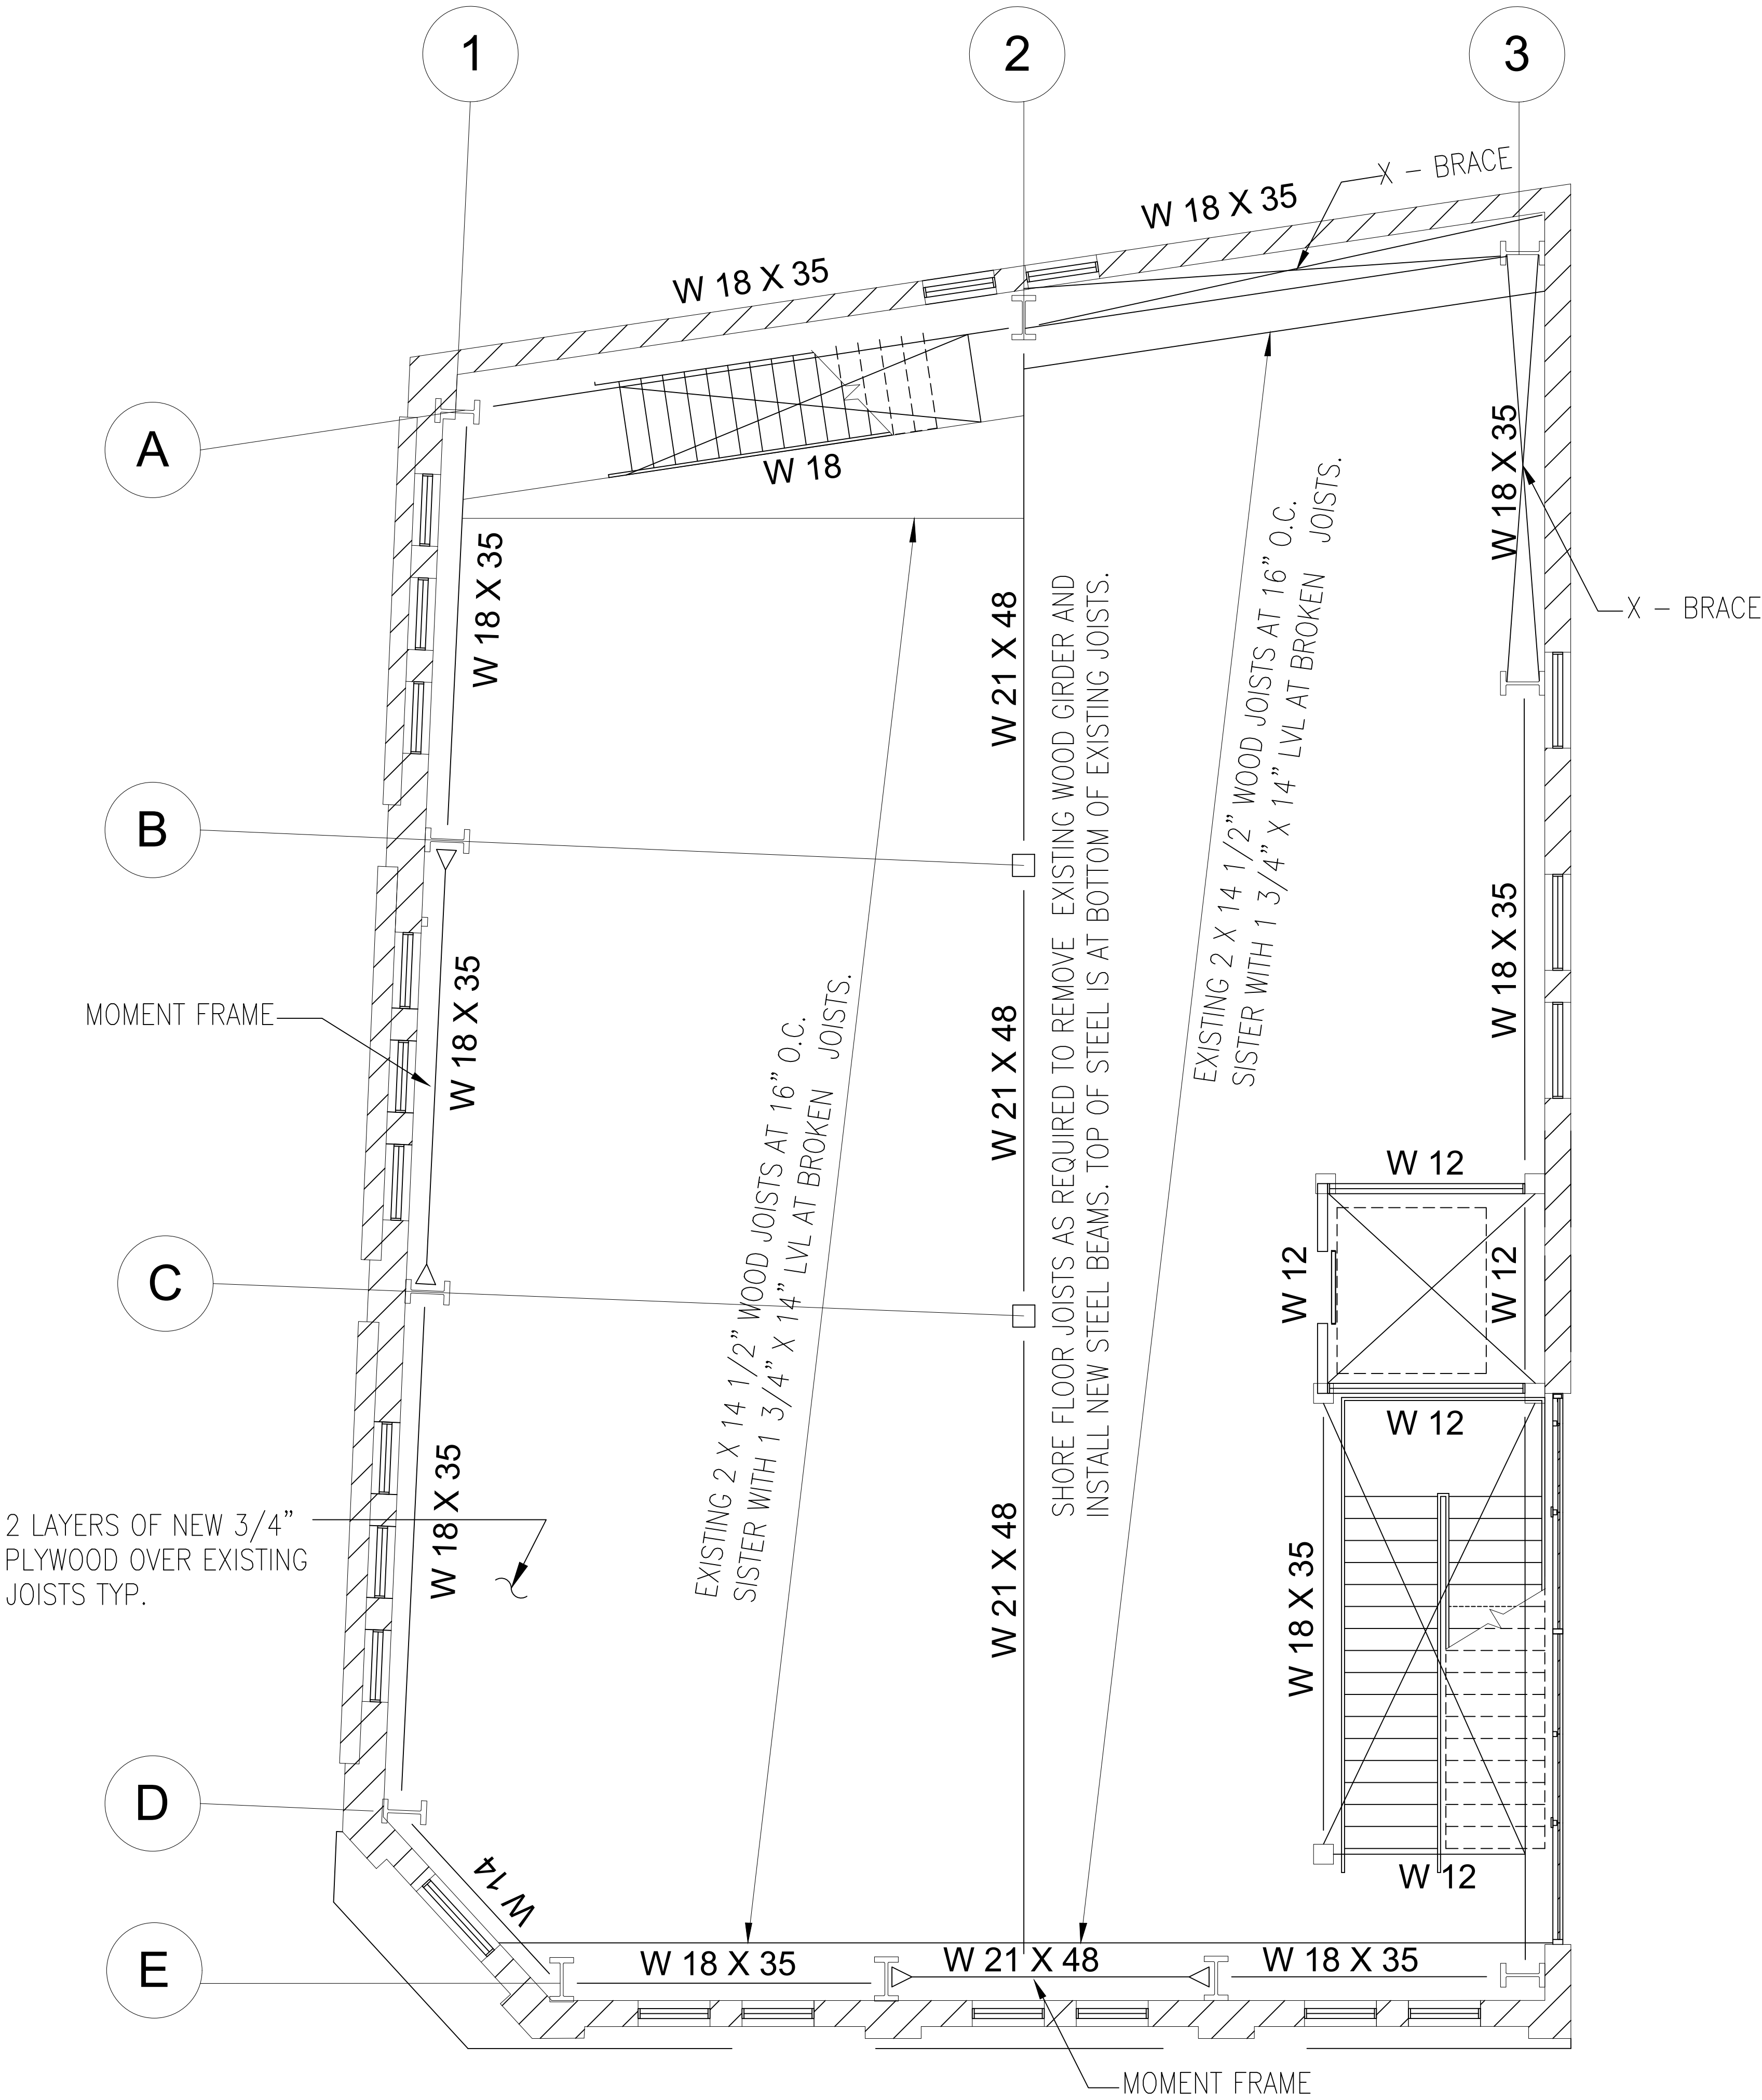 1
2
3
X - BRACE
W 18 X 35
W 18 X 35
A
W 18
W 18 X 35
W 18 X 35
X - BRACE
W 21 X 48
B
SHORE FLOOR JOISTS AS REQUIRED TO REMOVE EXISTING WOOD GIRDER AND
INSTALL NEW STEEL BEAMS. TOP OF STEEL IS AT BOTTOM OF EXISTING JOISTS.
EXISTING 2 X 14 1/2” WOOD JOISTS AT 16” O.C.
SISTER WITH 1 3/4” X 14” LVL AT BROKEN JOISTS.
W 18 X 35
MOMENT FRAME
W 18 X 35
W 21 X 48
EXISTING 2 X 14 1/2” WOOD JOISTS AT 16” O.C.
SISTER WITH 1 3/4” X 14” LVL AT BROKEN JOISTS.
W 12
C
W 12
W 12
W 12
2 LAYERS OF NEW 3/4”
PLYWOOD OVER EXISTING
JOISTS TYP.
W 18 X 35
W 21 X 48
W 18 X 35
D
W 12
W 14
E
W 18 X 35
W 21 X 48
W 18 X 35
MOMENT FRAME